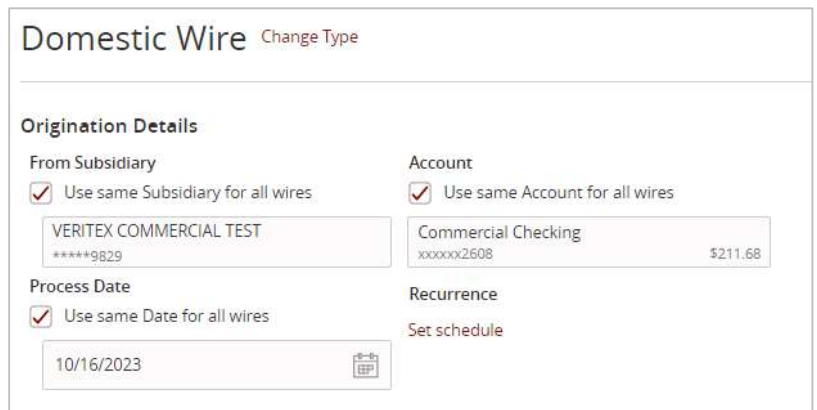 Domestic Wire Change Type
Origination Details
From Subsidiary
Use same Subsidiary for all wires
VERITEX COMMERCIAL TEST
*****9829
Account
Use same Account for all wires
Commercial Checking
xxxxxx2608 $211.68
Process Date
Use same Date for all wires
10/16/2023
Recurrence
Set schedule